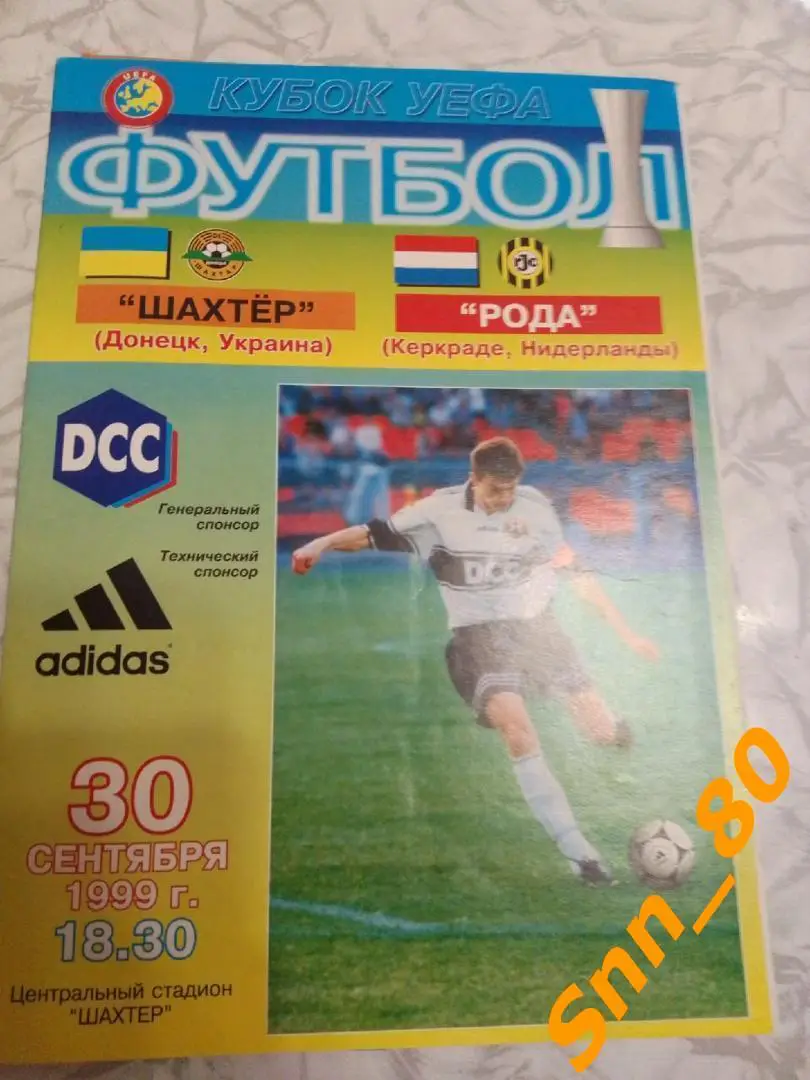 UEFA
КУБОК УЕФА
ФУТБОЛ
ШАХТАР
RJC
"ШАХТЁР"
"РОДА"
(Донецк, Украина)
(Керкраде, Нидерланды)
DCC
Генеральный
спонсор
Технический
спонсор
adidas
DCC
30
СЕНТЯБРЯ
1999 г.
18.30
Центральный стадион
"ШАХТЕР"
Snn_80